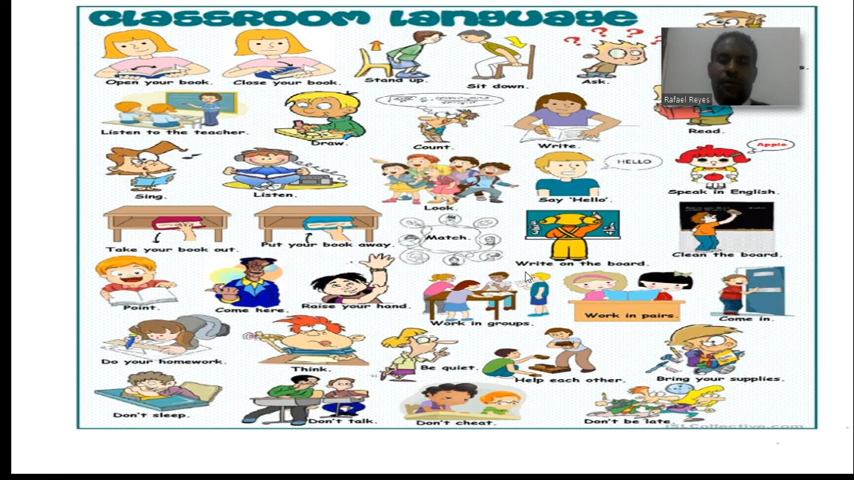 CLASSROOM LANGUAGE
Open your book.
Close your book.
Stand up.
Sit down.
? ? ? ?
Ask.
Rafael Reyes
Listen to the teacher.
Draw.
Count.
Write.
Read.
Sing.
Listen.
Look.
HELLO
Say 'Hello'.
Apple
Speak in English.
Take your book out.
Put your book away.
Match.
Write on the board.
Clean the board.
Point.
Come here.
Raise your hand.
Work in groups.
Work in pairs.
Come in.
Do your homework.
Think.
Be quiet.
Help each other.
Bring your supplies.
Don't sleep.
Don't talk.
Don't cheat.
Don't be late.
iSLCollective.com